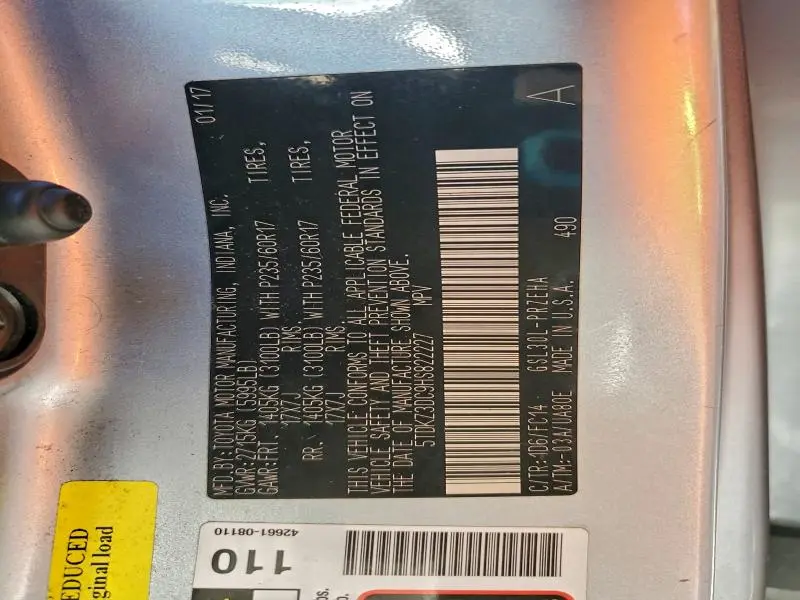 MFD.BY:TOYOTA MOTOR MANUFACTURING, INDIANA, INC. 01/17
GVWR:2715KG (5995LB)
GAWR:FRT. 1405KG (3100LB) WITH P235/60R17 TIRES,
17X7J RIMS.
RR. 1405KG (3100LB) WITH P235/60R17 TIRES,
17X7J RIMS.
THIS VEHICLE CONFORMS TO ALL APPLICABLE FEDERAL MOTOR
VEHICLE SAFETY AND THEFT PREVENTION STANDARDS IN EFFECT ON
THE DATE OF MANUFACTURE SHOWN ABOVE.
5TDKZ3DC9HS822227 MPV
C/TR:1D6/FC14 GSL30L-PRZEHA 490
A/TM:-03A/UA80E MADE IN U.S.A.
A
EDUCED
ginal load
110
42661-08110